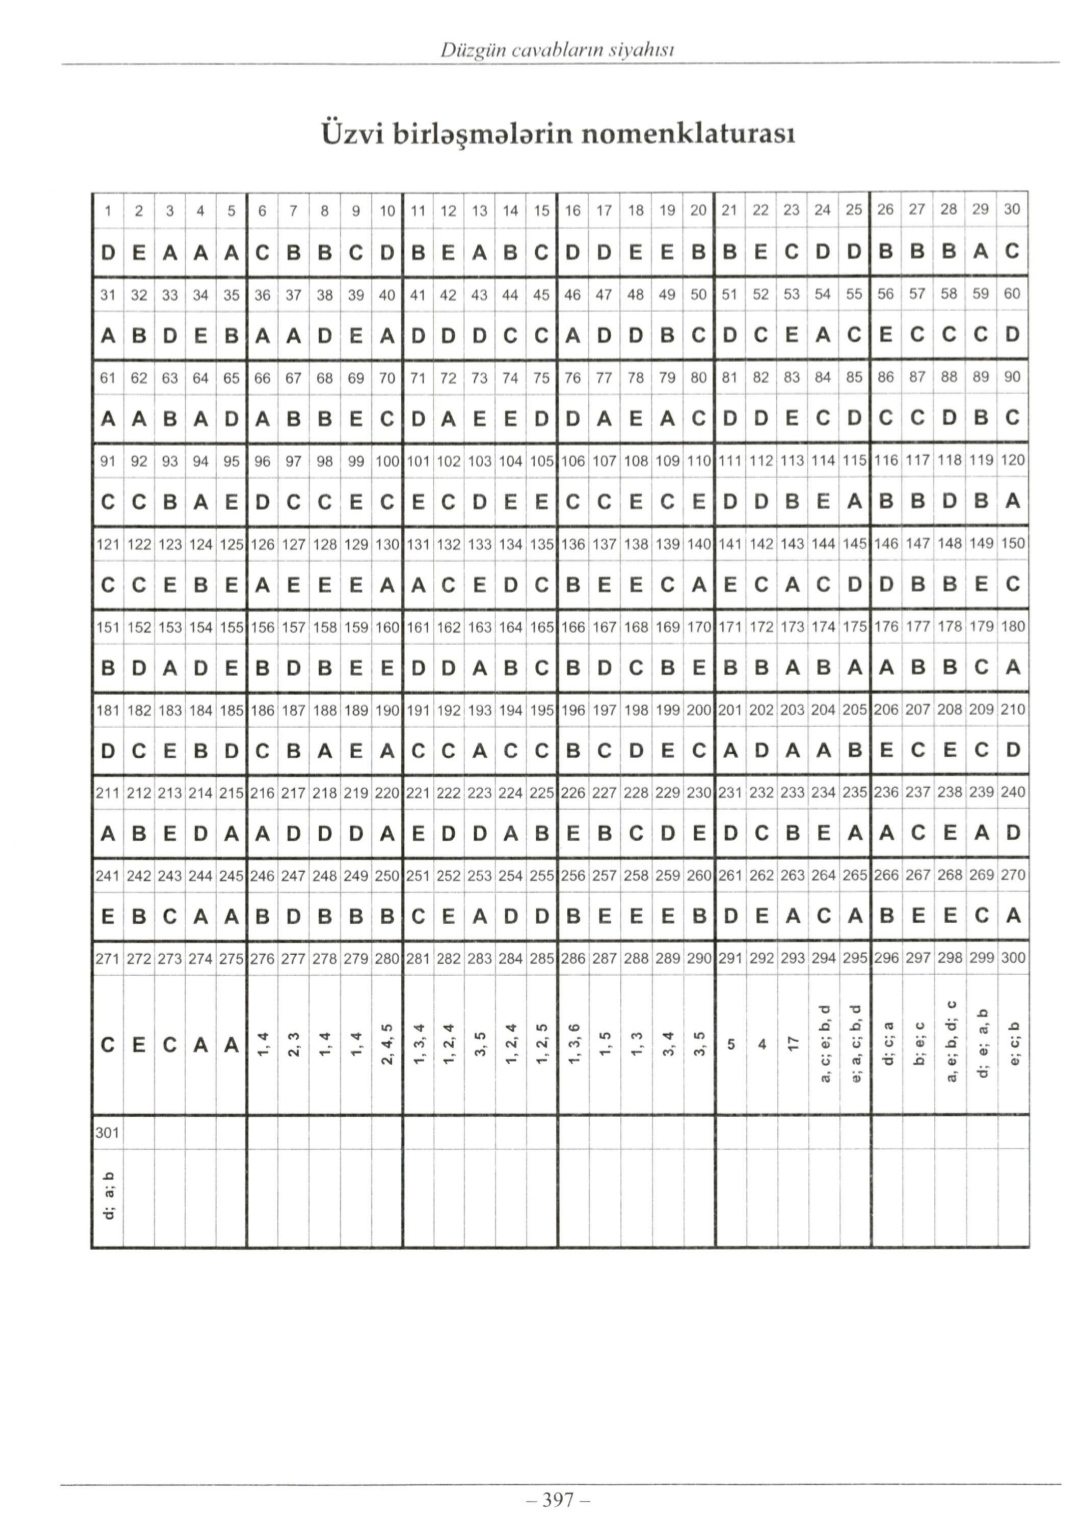 Düzgün cavabların siyahısı
Üzvi birləşmələrin nomenklaturası
1 2 3 4 5 6 7 8 9 10 11 12 13 14 15 16 17 18 19 20 21 22 23 24 25 26 27 28 29 30
D E A A A C B B C D B E A B C D D E E B B E C D D B B B A C
31 32 33 34 35 36 37 38 39 40 41 42 43 44 45 46 47 48 49 50 51 52 53 54 55 56 57 58 59 60
A B D E B A A D E A D D D C C A D D B C D C E A C E C C C D
61 62 63 64 65 66 67 68 69 70 71 72 73 74 75 76 77 78 79 80 81 82 83 84 85 86 87 88 89 90
A A B A D A B B E C D A E E D D A E A C D D E C D C C D B C
91 92 93 94 95 96 97 98 99 100 101 102 103 104 105 106 107 108 109 110 111 112 113 114 115 116 117 118 119 120
C C B A E D C C E C E C D E E C C E C E D D B E A B B D B A
121 122 123 124 125 126 127 128 129 130 131 132 133 134 135 136 137 138 139 140 141 142 143 144 145 146 147 148 149 150
C C E B E A E E E A A C E D C B E E C A E C A C D D B B E C
151 152 153 154 155 156 157 158 159 160 161 162 163 164 165 166 167 168 169 170 171 172 173 174 175 176 177 178 179 180
B D A D E B D B E E D D A B C B D C B E B B A B A A B B C A
181 182 183 184 185 186 187 188 189 190 191 192 193 194 195 196 197 198 199 200 201 202 203 204 205 206 207 208 209 210
D C E B D C B A E A C C A C C B C D E C A D A A B E C E C D
211 212 213 214 215 216 217 218 219 220 221 222 223 224 225 226 227 228 229 230 231 232 233 234 235 236 237 238 239 240
A B E D A A D D D A E D D A B E B C D E D C B E A A C E A D
241 242 243 244 245 246 247 248 249 250 251 252 253 254 255 256 257 258 259 260 261 262 263 264 265 266 267 268 269 270
E B C A A B D B B B C E A D D B E E E B D E A C A B E E C A
271 272 273 274 275 276 277 278 279 280 281 282 283 284 285 286 287 288 289 290 291 292 293 294 295 296 297 298 299 300
C E C A A 1, 4 2, 3 1, 4 1, 4 2, 4, 5 1, 3, 4 1, 2, 4 3, 5 1, 2, 4 1, 2, 5 1, 3, 6 1, 5 1, 3 3, 4 3, 5 5 4 17 a, c; e; b, d e; a, c; b, d d; c; a b; e; c a, e; b, d; c d; e; a, b e; c; b
301
d; a; b
– 397 –